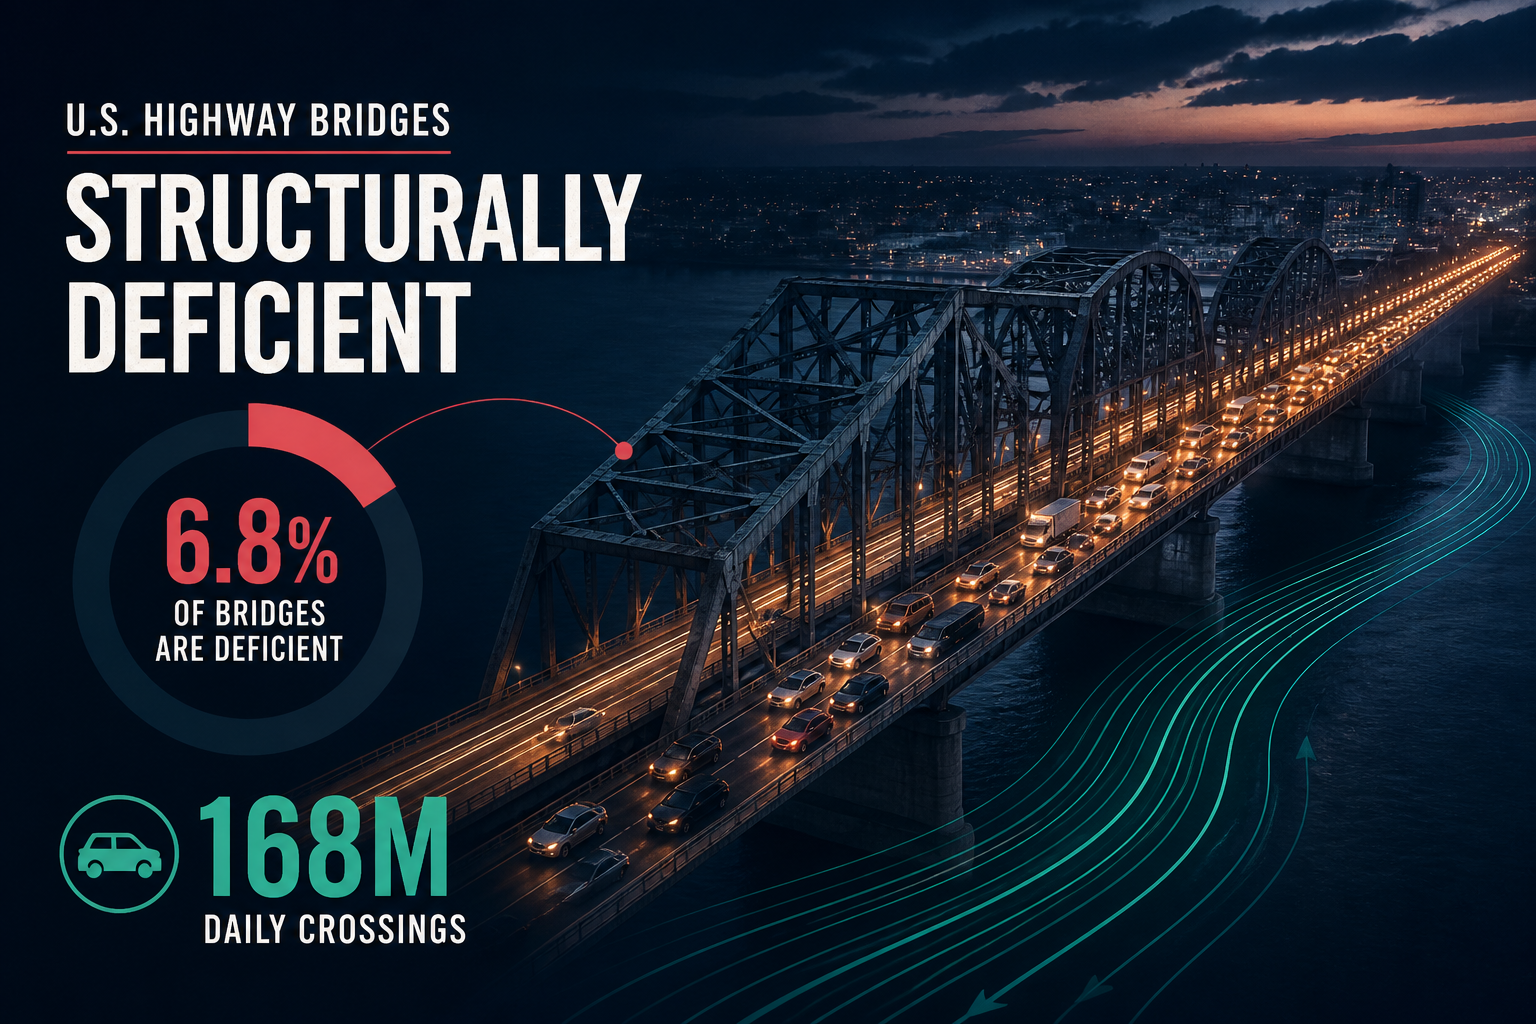 U.S. HIGHWAY BRIDGES
STRUCTURALLY
DEFICIENT
6.8%
OF BRIDGES
ARE DEFICIENT
168M
DAILY CROSSINGS